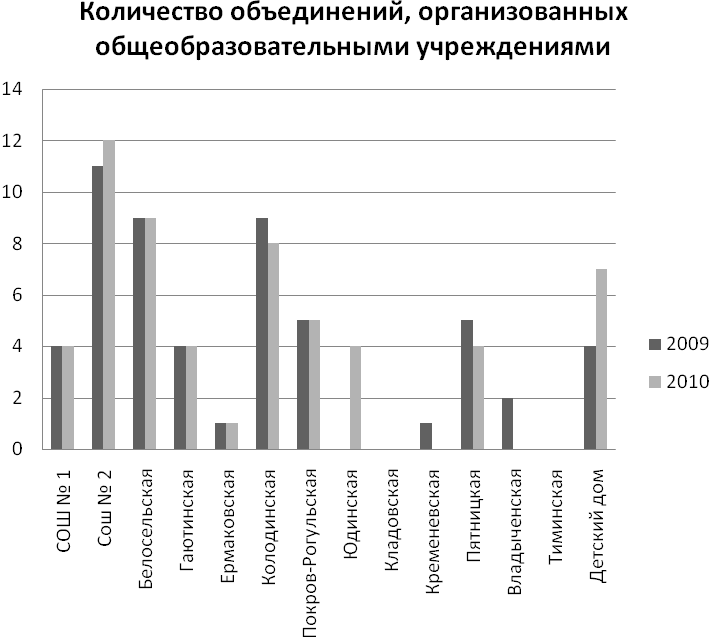 Количество объединений, организованных
общеобразовательными учреждениями
14
12
10
8
6
4
2
0
СОШ № 1
Сош № 2
Белосельская
Гаютинская
Ермаковская
Колодинская
Покров-Рогульская
Юдинская
Кладовская
Кременевская
Пятницкая
Владыченская
Тиминская
Детский дом
2009
2010